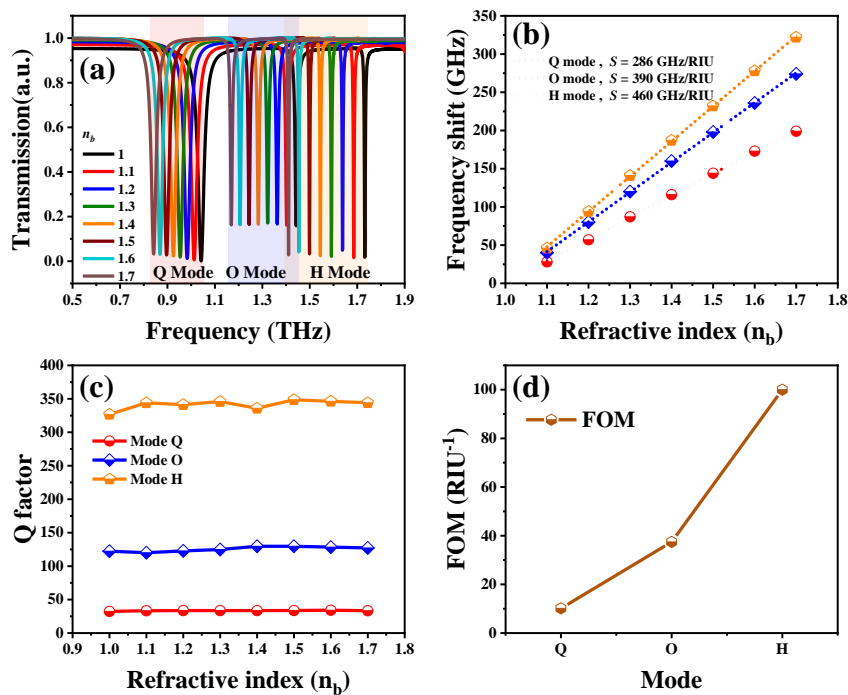 (a)
Transmission(a.u.)
1.0
0.8
0.6
0.4
0.2
0.0
n_b
1
1.1
1.2
1.3
1.4
1.5
1.6
1.7
Q Mode O Mode H Mode
0.5 0.7 0.9 1.1 1.3 1.5 1.7 1.9
Frequency (THz)
(b)
Frequency shift (GHz)
350
300
250
200
150
100
50
0
Q mode , S = 286 GHz/RIU
O mode , S = 390 GHz/RIU
H mode , S = 460 GHz/RIU
1.0 1.1 1.2 1.3 1.4 1.5 1.6 1.7 1.8
Refractive index (n_b)
(c)
Q factor
400
350
300
250
200
150
100
50
0
Mode Q
Mode O
Mode H
0.9 1.0 1.1 1.2 1.3 1.4 1.5 1.6 1.7 1.8
Refractive index (n_b)
(d)
FOM (RIU⁻¹)
100
80
60
40
20
0
FOM
Q O H
Mode